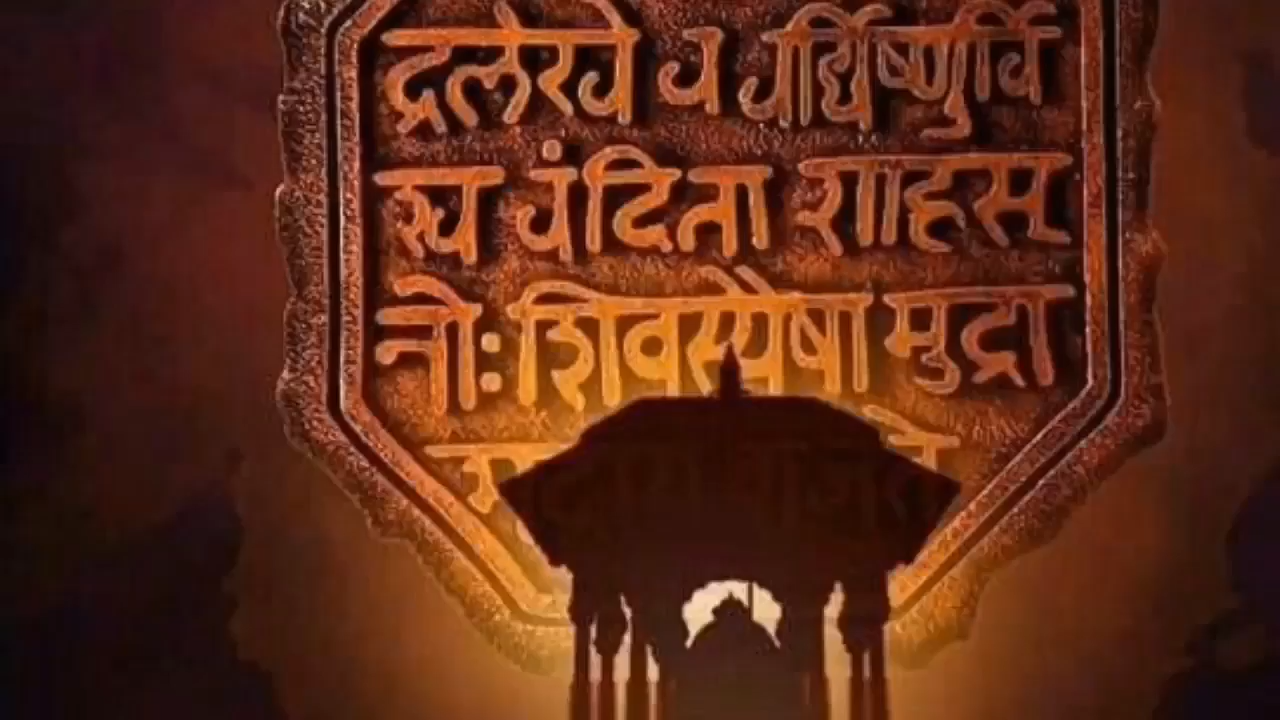 द्रलेखेव वर्धिष्णुर्वि
श्व वंदिता शाहसू
नोः शिवस्यैषा मुद्रा